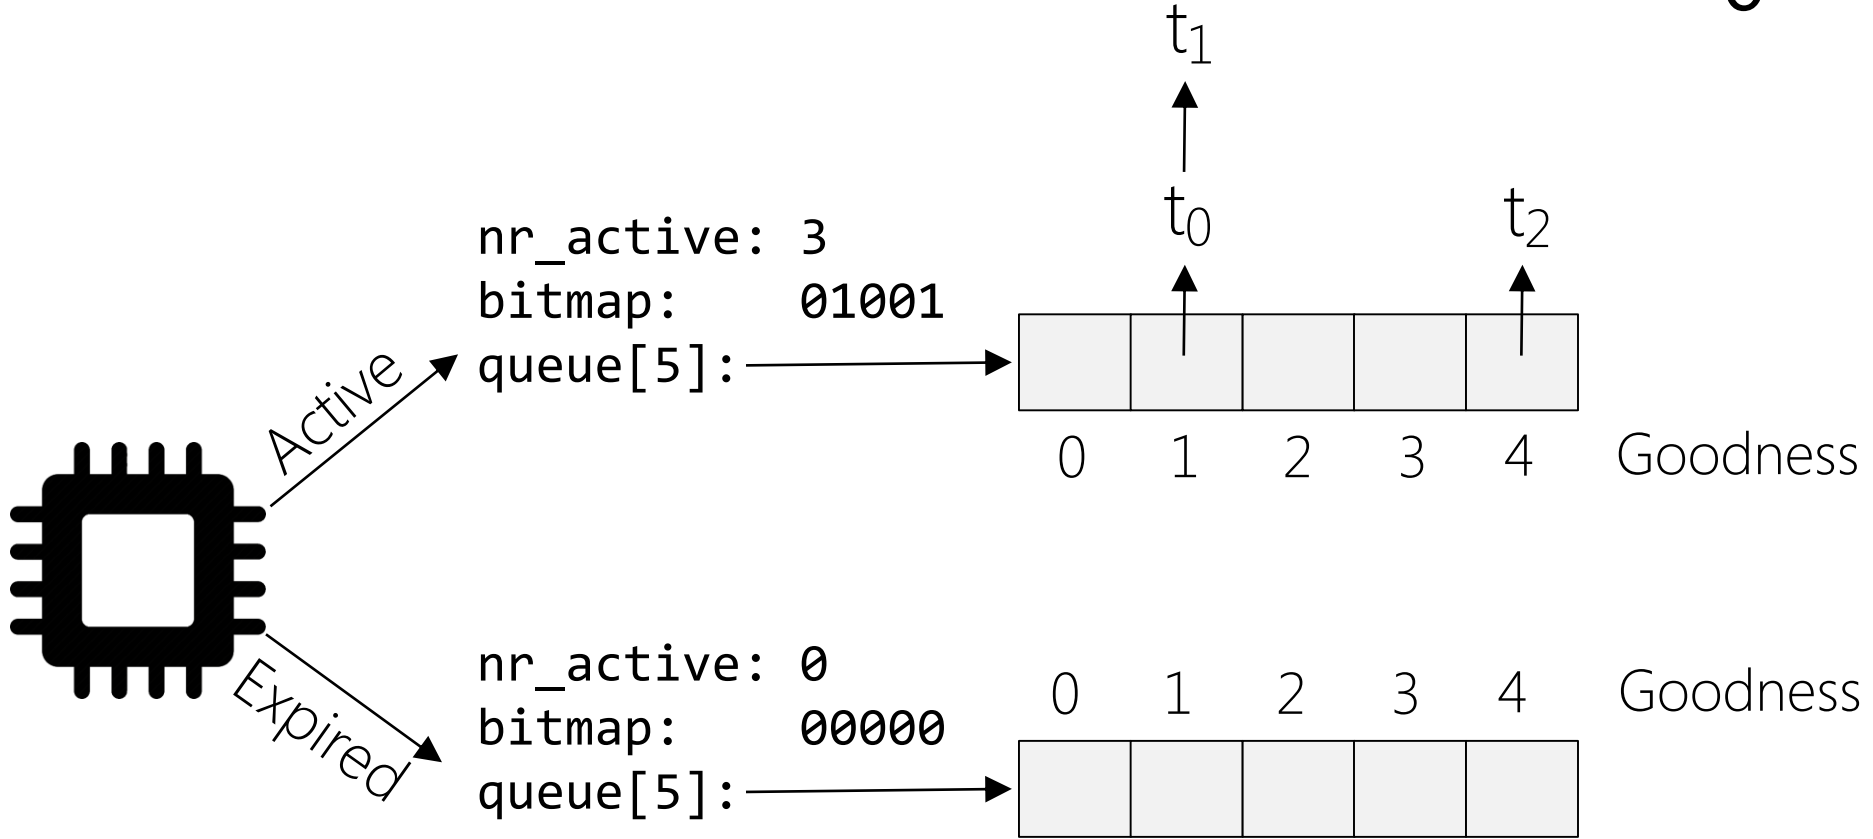 t₁
t₀ t₂
nr_active: 3
bitmap: 01001
queue[5]:
Active
0 1 2 3 4 Goodness
Expired
nr_active: 0
bitmap: 00000
queue[5]:
0 1 2 3 4 Goodness